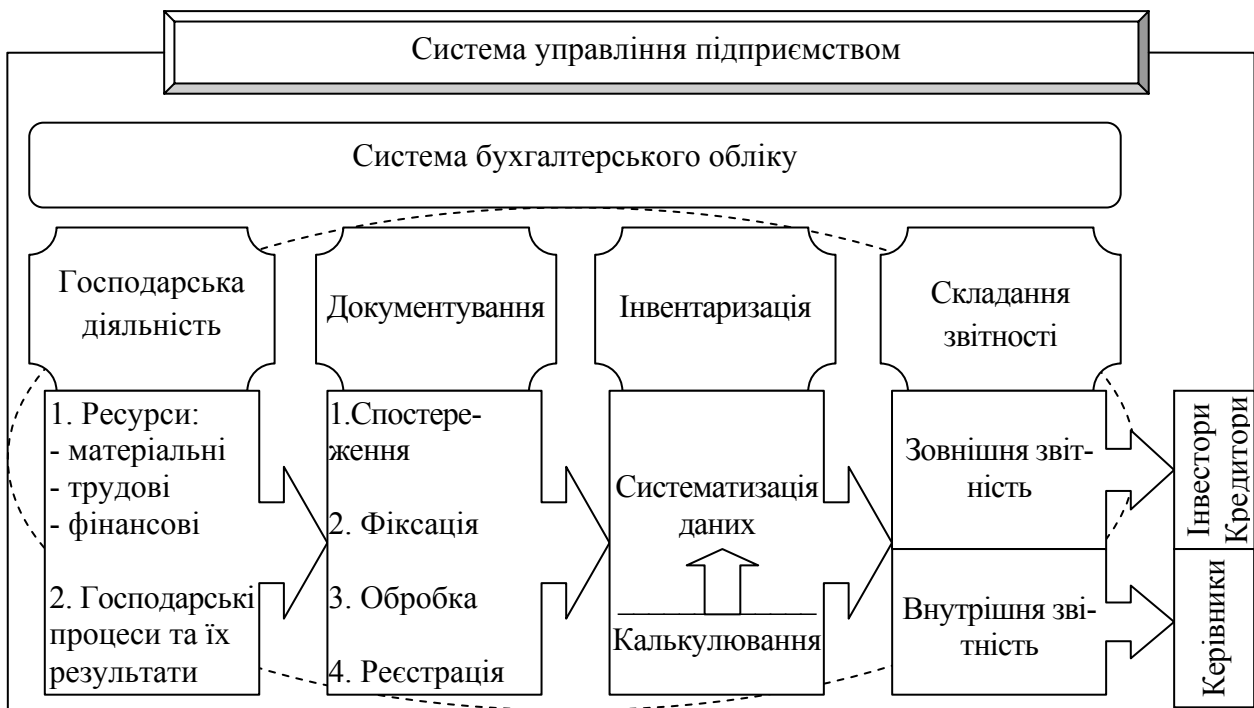 Система управління підприємством
Система бухгалтерського обліку
Господарська
діяльність
Документування
Інвентаризація
Складання
звітності
1. Ресурси:
- матеріальні
- трудові
- фінансові
2. Господарські
процеси та їх
результати
1.Спостере-
ження
2. Фіксація
3. Обробка
4. Реєстрація
Систематизація
даних
Калькулювання
Зовнішня звіт-
ність
Внутрішня зві-
тність
Інвестори
Кредитори
Керівники